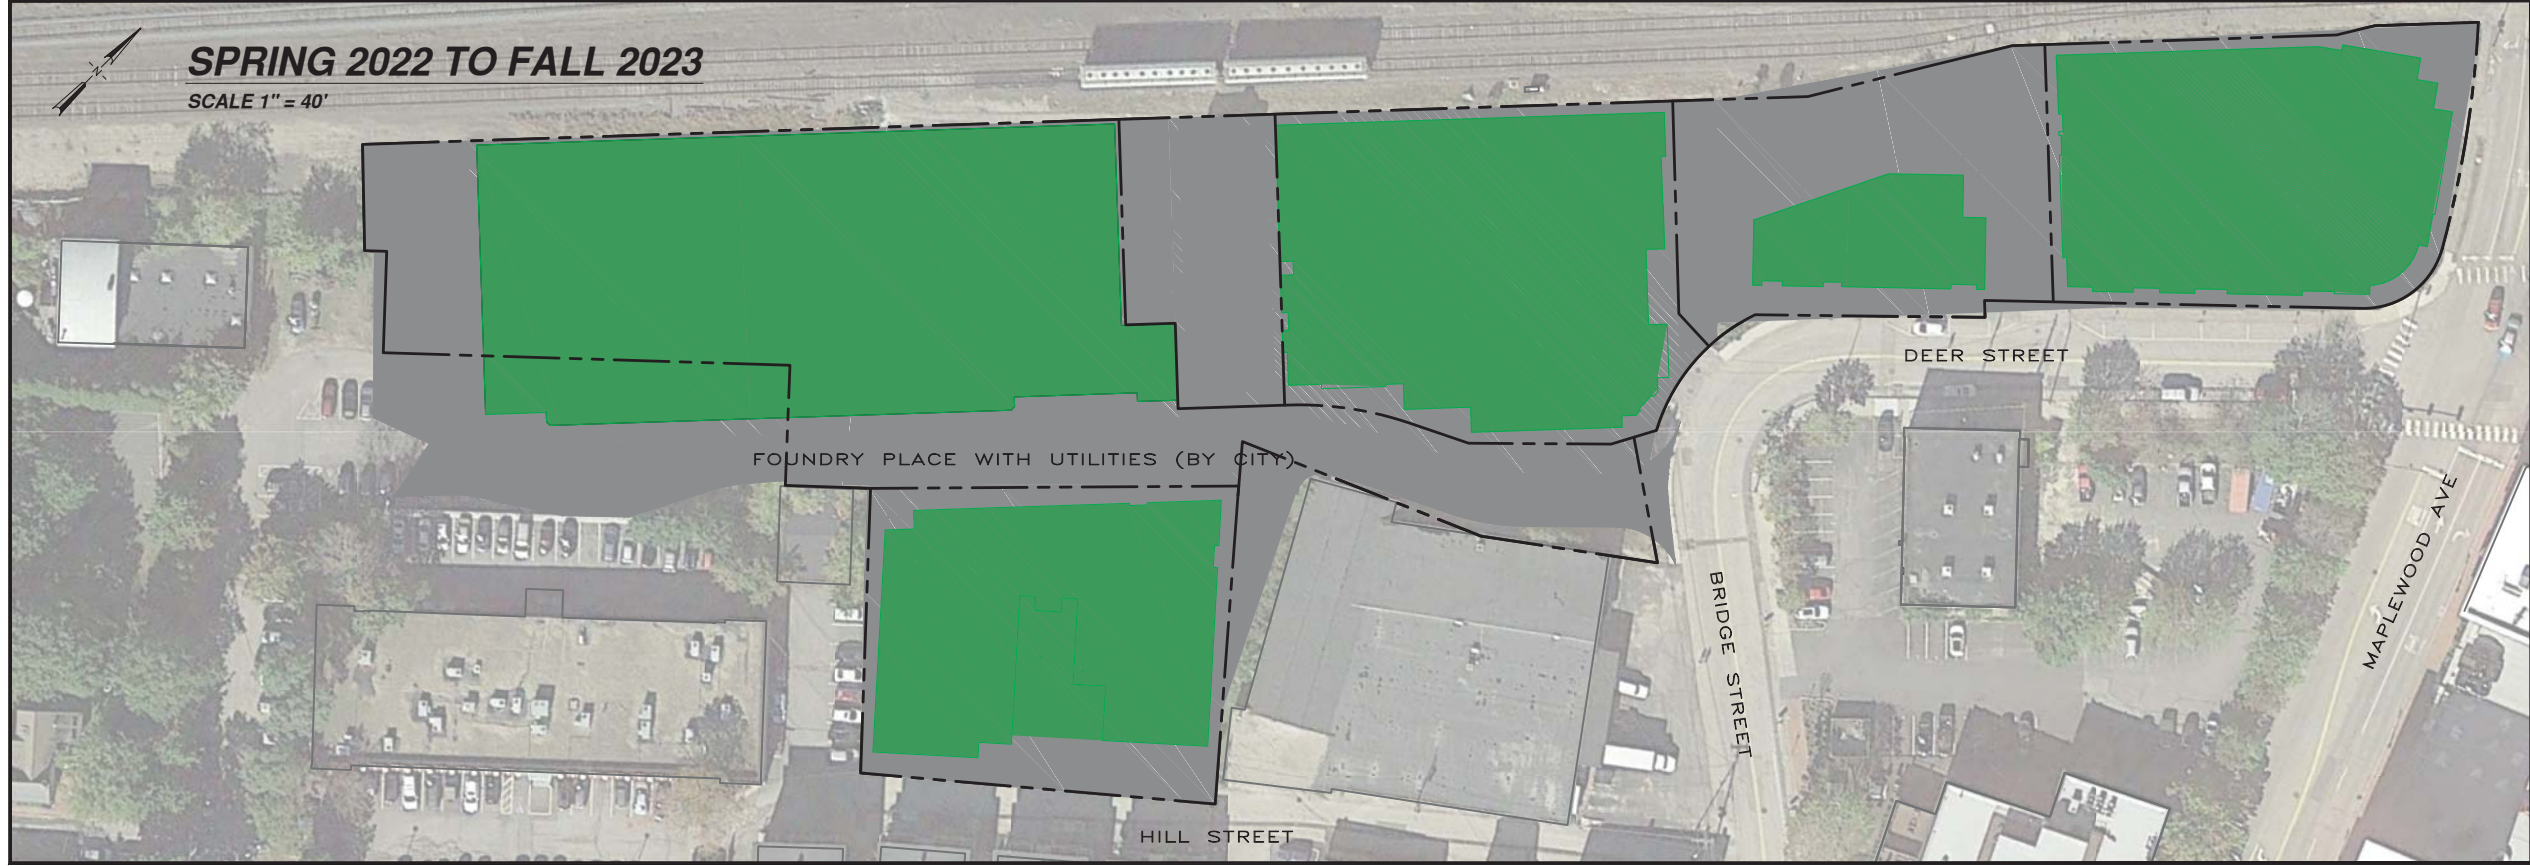 SPRING 2022 TO FALL 2023
SCALE 1" = 40'
N
DEER STREET
FOUNDRY PLACE WITH UTILITIES (BY CITY)
BRIDGE STREET
MAPLEWOOD AVE
HILL STREET